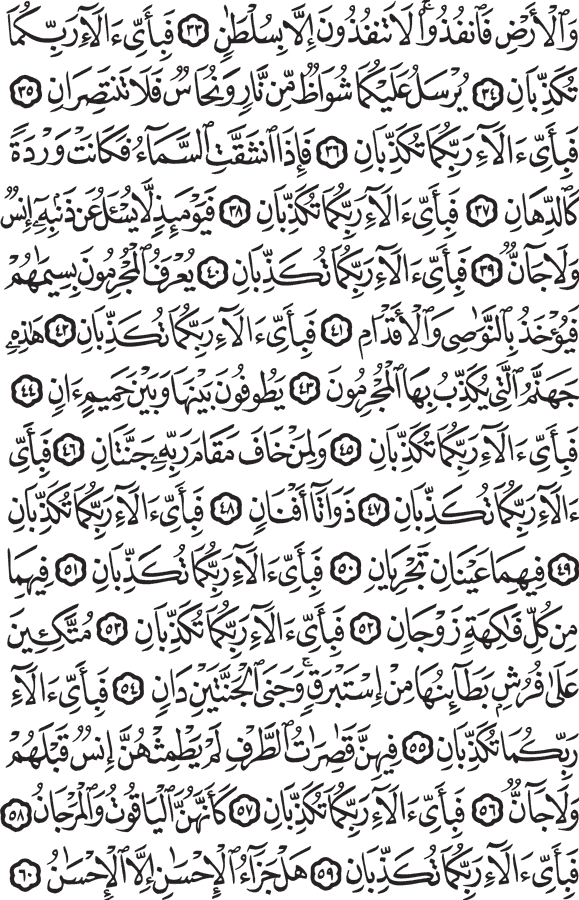 وَٱلْأَرْضِ فَٱنفُذُوا۟ ۚ لَا تَنفُذُونَ إِلَّا بِسُلْطَٰنٍ ٣٣ فَبِأَىِّ ءَالَآءِ رَبِّكُمَا
تُكَذِّبَانِ ٣٤ يُرْسَلُ عَلَيْكُمَا شُوَاظٌ مِّن نَّارٍ وَنُحَاسٌ فَلَا تَنتَصِرَانِ ٣٥
فَبِأَىِّ ءَالَآءِ رَبِّكُمَا تُكَذِّبَانِ ٣٦ فَإِذَا ٱنشَقَّتِ ٱلسَّمَآءُ فَكَانَتْ وَرْدَةً
كَٱلدِّهَانِ ٣٧ فَبِأَىِّ ءَالَآءِ رَبِّكُمَا تُكَذِّبَانِ ٣٨ فَيَوْمَئِذٍ لَّا يُسْـَٔلُ عَن ذَنۢبِهِۦٓ إِنسٌ
وَلَا جَآنٌّ ٣٩ فَبِأَىِّ ءَالَآءِ رَبِّكُمَا تُكَذِّبَانِ ٤٠ يُعْرَفُ ٱلْمُجْرِمُونَ بِسِيمَٰهُمْ
فَيُؤْخَذُ بِٱلنَّوَٰصِى وَٱلْأَقْدَامِ ٤١ فَبِأَىِّ ءَالَآءِ رَبِّكُمَا تُكَذِّبَانِ ٤٢ هَٰذِهِۦ
جَهَنَّمُ ٱلَّتِى يُكَذِّبُ بِهَا ٱلْمُجْرِمُونَ ٤٣ يَطُوفُونَ بَيْنَهَا وَبَيْنَ حَمِيمٍ ءَانٍ ٤٤
فَبِأَىِّ ءَالَآءِ رَبِّكُمَا تُكَذِّبَانِ ٤٥ وَلِمَنْ خَافَ مَقَامَ رَبِّهِۦ جَنَّتَانِ ٤٦ فَبِأَىِّ
ءَالَآءِ رَبِّكُمَا تُكَذِّبَانِ ٤٧ ذَوَاتَآ أَفْنَانٍ ٤٨ فَبِأَىِّ ءَالَآءِ رَبِّكُمَا تُكَذِّبَانِ
٤٩ فِيهِمَا عَيْنَانِ تَجْرِيَانِ ٥٠ فَبِأَىِّ ءَالَآءِ رَبِّكُمَا تُكَذِّبَانِ ٥١ فِيهِمَا
مِن كُلِّ فَٰكِهَةٍ زَوْجَانِ ٥٢ فَبِأَىِّ ءَالَآءِ رَبِّكُمَا تُكَذِّبَانِ ٥٣ مُتَّكِـِٔينَ
عَلَىٰ فُرُشٍۭ بَطَآئِنُهَا مِنْ إِسْتَبْرَقٍ ۚ وَجَنَى ٱلْجَنَّتَيْنِ دَانٍ ٥٤ فَبِأَىِّ ءَالَآءِ
رَبِّكُمَا تُكَذِّبَانِ ٥٥ فِيهِنَّ قَٰصِرَٰتُ ٱلطَّرْفِ لَمْ يَطْمِثْهُنَّ إِنسٌ قَبْلَهُمْ
وَلَا جَآنٌّ ٥٦ فَبِأَىِّ ءَالَآءِ رَبِّكُمَا تُكَذِّبَانِ ٥٧ كَأَنَّهُنَّ ٱلْيَاقُوتُ وَٱلْمَرْجَانُ ٥٨
فَبِأَىِّ ءَالَآءِ رَبِّكُمَا تُكَذِّبَانِ ٥٩ هَلْ جَزَآءُ ٱلْإِحْسَٰنِ إِلَّا ٱلْإِحْسَٰنُ ٦٠